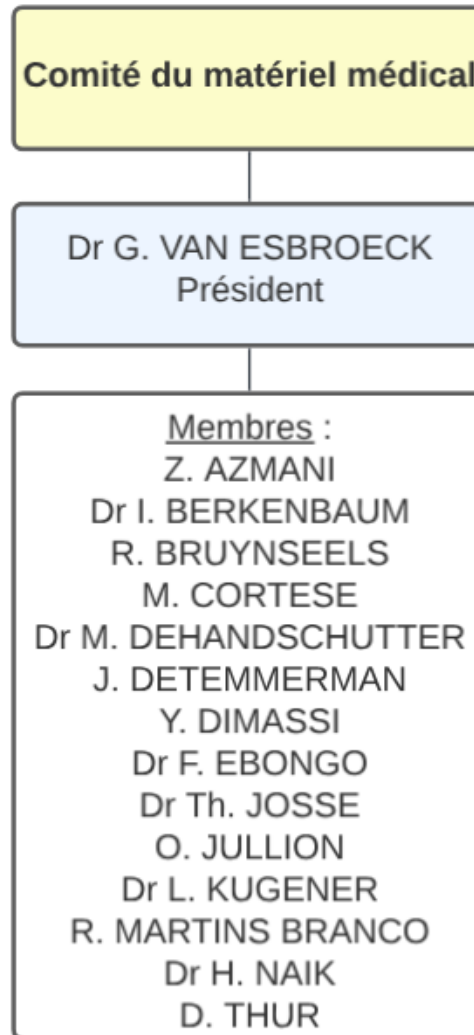 Comité du matériel médical
Dr G. VAN ESBROECK
Président
Membres :
Z. AZMANI
Dr I. BERKENBAUM
R. BRUYNSEELS
M. CORTESE
Dr M. DEHANDSCHUTTER
J. DETEMMERMAN
Y. DIMASSI
Dr F. EBONGO
Dr Th. JOSSE
O. JULLION
Dr L. KUGENER
R. MARTINS BRANCO
Dr H. NAIK
D. THUR